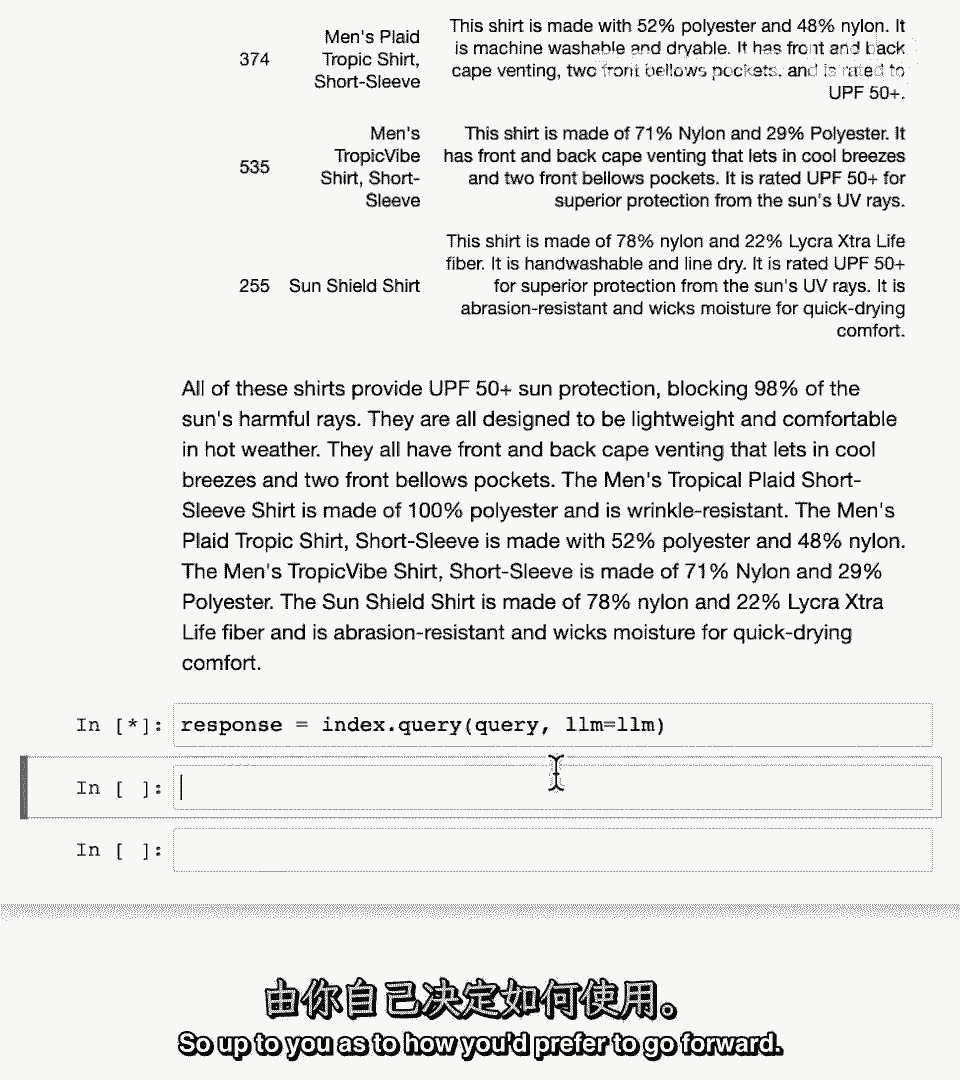 374
Men's Plaid
Tropic Shirt,
Short-Sleeve
This shirt is made with 52% polyester and 48% nylon. It
is machine washable and dryable. It has front and back
cape venting, two front bellows pockets, and is rated to
UPF 50+.
535
Men's
TropicVibe
Shirt, Short-
Sleeve
This shirt is made of 71% Nylon and 29% Polyester. It
has front and back cape venting that lets in cool breezes
and two front bellows pockets. It is rated UPF 50+ for
superior protection from the sun's UV rays.
255
Sun Shield Shirt
This shirt is made of 78% nylon and 22% Lycra Xtra Life
fiber. It is handwashable and line dry. It is rated UPF 50+
for superior protection from the sun's UV rays. It is
abrasion-resistant and wicks moisture for quick-drying
comfort.
All of these shirts provide UPF 50+ sun protection, blocking 98% of the
sun's harmful rays. They are all designed to be lightweight and comfortable
in hot weather. They all have front and back cape venting that lets in cool
breezes and two front bellows pockets. The Men's Tropical Plaid Short-
Sleeve Shirt is made of 100% polyester and is wrinkle-resistant. The Men's
Plaid Tropic Shirt, Short-Sleeve is made with 52% polyester and 48% nylon.
The Men's TropicVibe Shirt, Short-Sleeve is made of 71% Nylon and 29%
Polyester. The Sun Shield Shirt is made of 78% nylon and 22% Lycra Xtra
Life fiber and is abrasion-resistant and wicks moisture for quick-drying
comfort.
In [*]: response = index.query(query, llm=llm)
In [ ]:
In [ ]:
由你自己决定如何使用。
So up to you as to how you'd prefer to go forward.